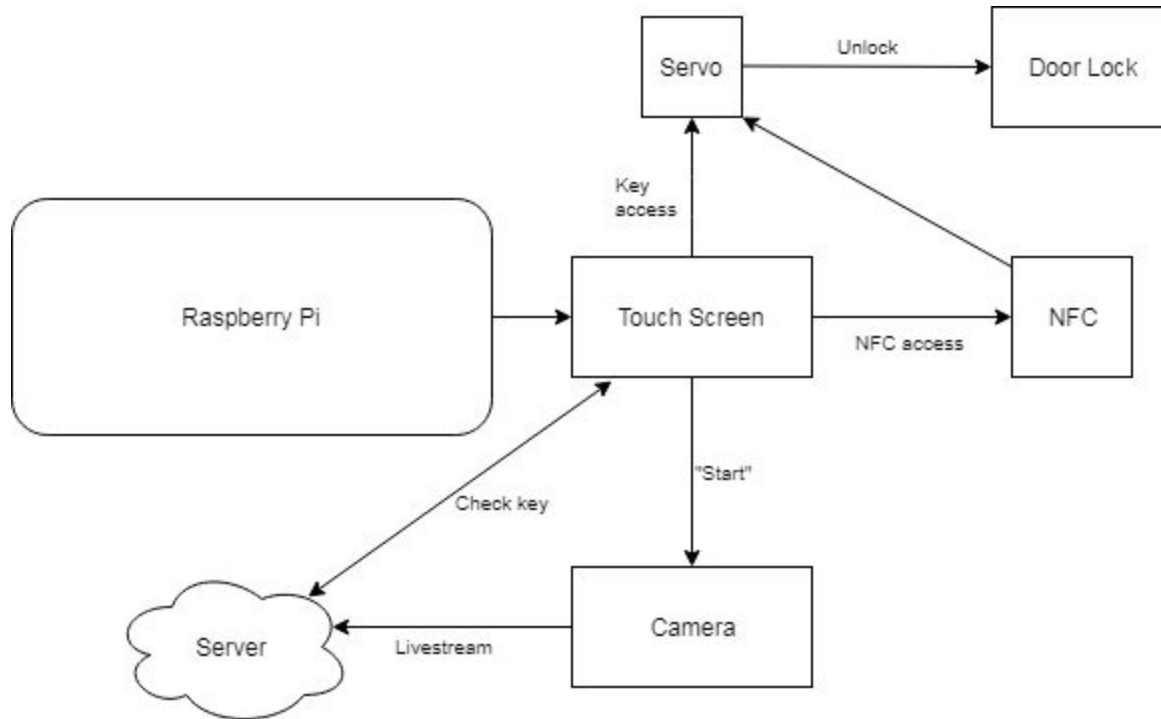 Unlock
Servo
Door Lock
Key
access
Raspberry Pi
Touch Screen
NFC
NFC access
"Start"
Check key
Camera
Server
Livestream